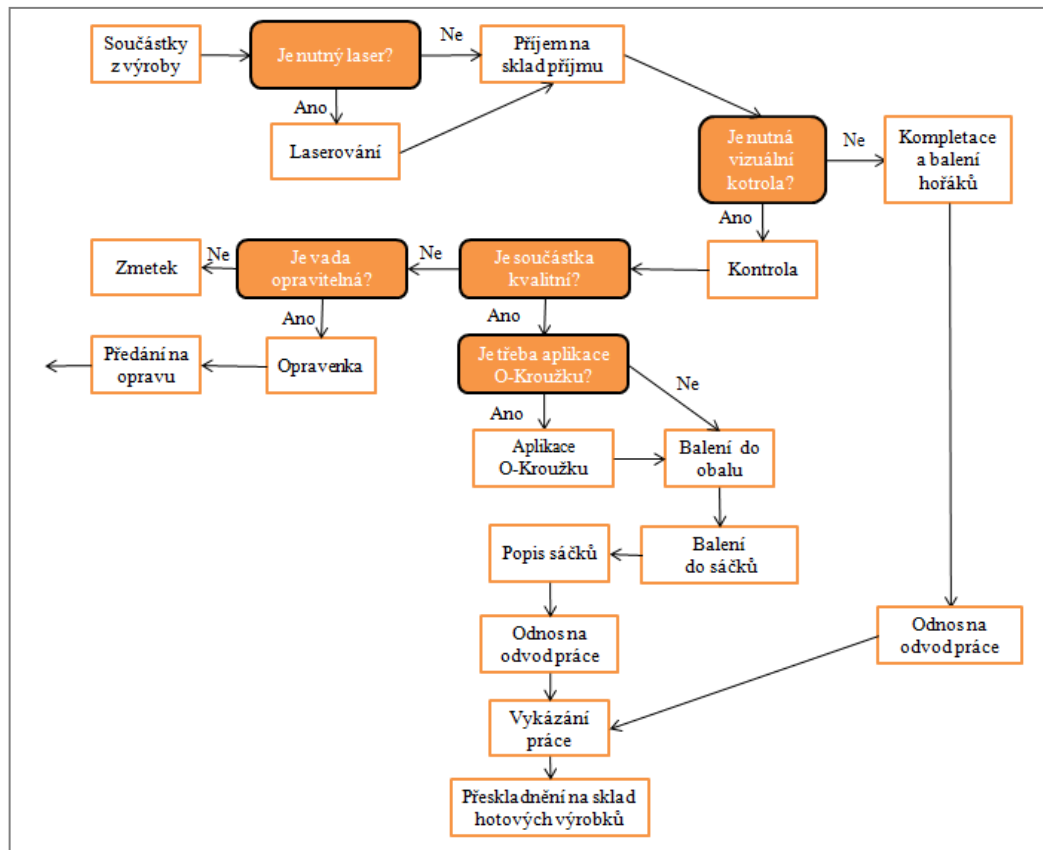 Součástky
z výroby
Je nutný laser?
Ne
Příjem na
sklad příjmu
Ano
Laserování
Je nutná
vizuální
kotrola?
Ne
Kompletace
a balení
hořáků
Ano
Zmetek
Ne
Je vada
opravitelná?
Ne
Je součástka
kvalitní?
Kontrola
Ano
Ano
Předání na
opravu
Opravenka
Je třeba aplikace
O-Kroužku?
Ne
Ano
Aplikace
O-Kroužku
Balení do
obalu
Popis sáčků
Balení
do sáčků
Odnos na
odvod práce
Odnos na
odvod práce
Vykázání
práce
Přeskladnění na sklad
hotových výrobků